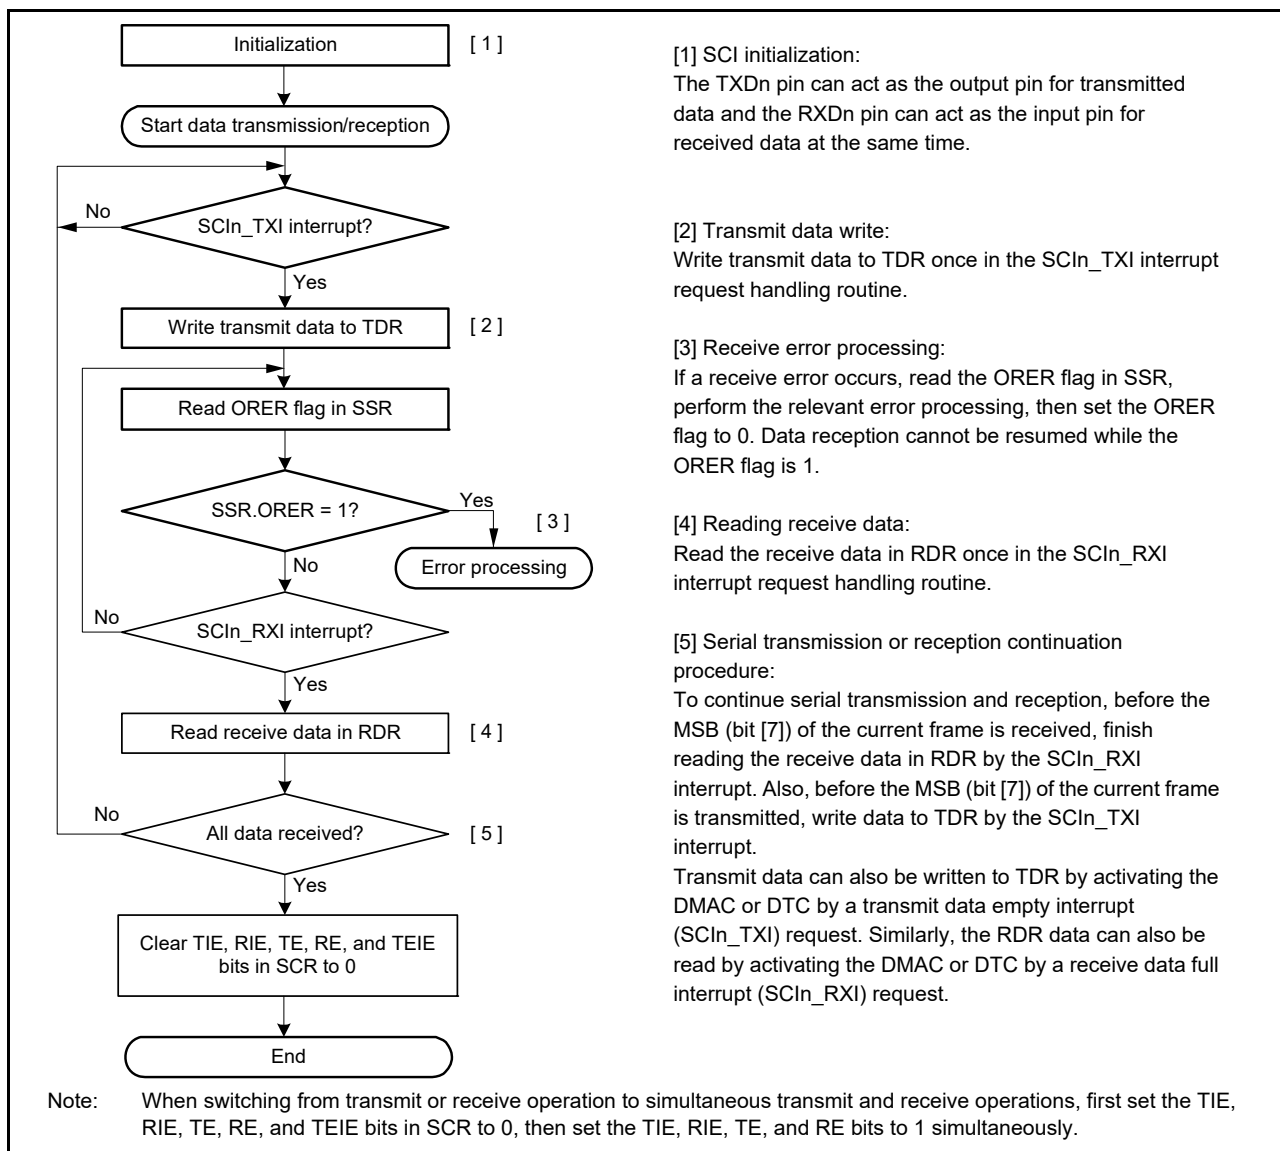 Initialization
[ 1 ]
Start data transmission/reception
No
SCIn_TXI interrupt?
Yes
Write transmit data to TDR
[ 2 ]
Read ORER flag in SSR
SSR.ORER = 1?
Yes
[ 3 ]
Error processing
No
No
SCIn_RXI interrupt?
Yes
Read receive data in RDR
[ 4 ]
No
All data received?
[ 5 ]
Yes
Clear TIE, RIE, TE, RE, and TEIE
bits in SCR to 0
End
[1] SCI initialization:
The TXDn pin can act as the output pin for transmitted
data and the RXDn pin can act as the input pin for
received data at the same time.
[2] Transmit data write:
Write transmit data to TDR once in the SCIn_TXI interrupt
request handling routine.
[3] Receive error processing:
If a receive error occurs, read the ORER flag in SSR,
perform the relevant error processing, then set the ORER
flag to 0. Data reception cannot be resumed while the
ORER flag is 1.
[4] Reading receive data:
Read the receive data in RDR once in the SCIn_RXI
interrupt request handling routine.
[5] Serial transmission or reception continuation
procedure:
To continue serial transmission and reception, before the
MSB (bit [7]) of the current frame is received, finish
reading the receive data in RDR by the SCIn_RXI
interrupt. Also, before the MSB (bit [7]) of the current frame
is transmitted, write data to TDR by the SCIn_TXI
interrupt.
Transmit data can also be written to TDR by activating the
DMAC or DTC by a transmit data empty interrupt
(SCIn_TXI) request. Similarly, the RDR data can also be
read by activating the DMAC or DTC by a receive data full
interrupt (SCIn_RXI) request.
Note: When switching from transmit or receive operation to simultaneous transmit and receive operations, first set the TIE,
RIE, TE, RE, and TEIE bits in SCR to 0, then set the TIE, RIE, TE, and RE bits to 1 simultaneously.